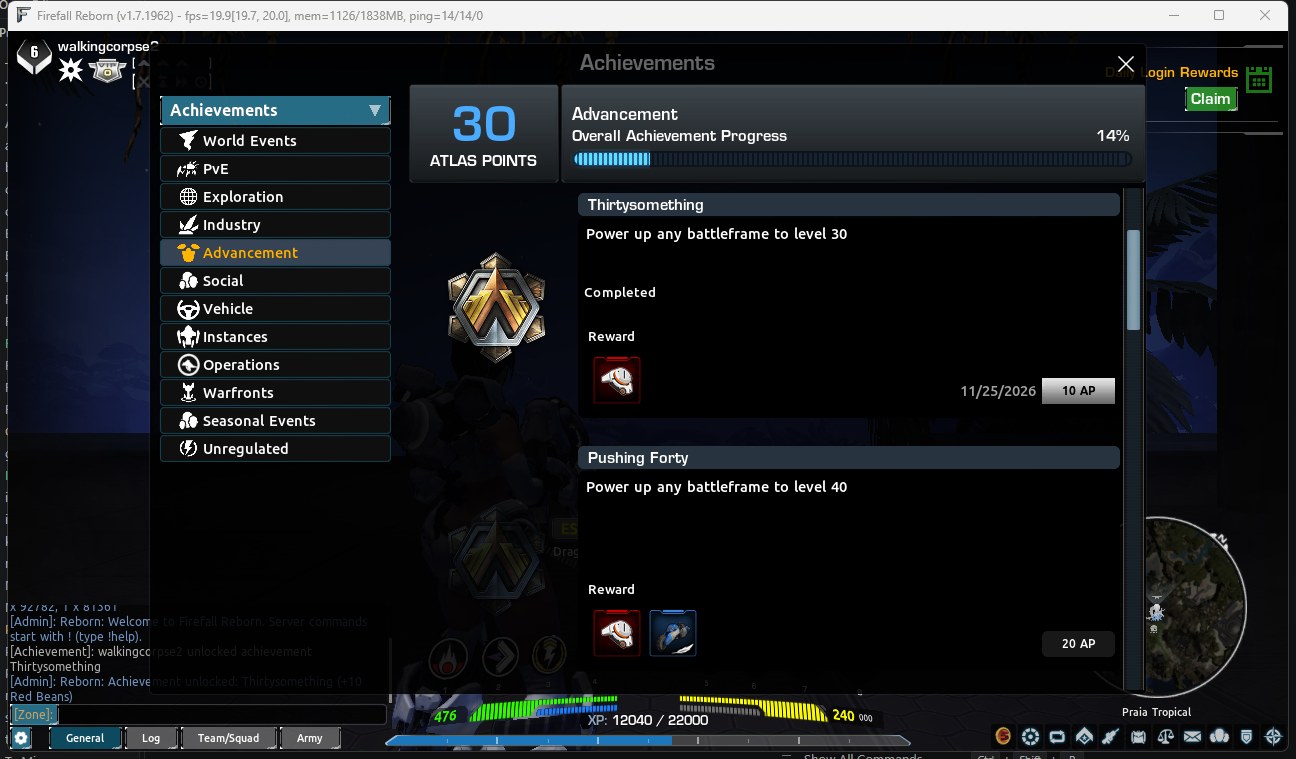 Firefall Reborn (v1.7.1962) - fps=19.9[19.7, 20.0], mem=1126/1838MB, ping=14/14/0
6
walkingcorpse2
Achievements
Login Rewards
Claim
Achievements
World Events
PvE
Exploration
Industry
Advancement
Social
Vehicle
Instances
Operations
Warfronts
Seasonal Events
Unregulated
30
ATLAS POINTS
Advancement
Overall Achievement Progress
14%
Thirtysomething
Power up any battleframe to level 30
Completed
Reward
11/25/2026
10 AP
Pushing Forty
Power up any battleframe to level 40
Reward
20 AP
[Admin]: Reborn: Welcome to Firefall Reborn. Server commands
start with ! (type !help).
[Achievement]: walkingcorpse2 unlocked achievement
Thirtysomething
[Admin]: Reborn: Achievement unlocked: Thirtysomething (+10
Red Beans)
[Zone]:
General
Log
Team/Squad
Army
476
XP: 12040 / 22000
240
000
N
Praia Tropical